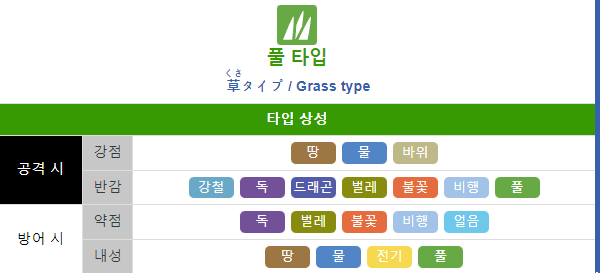 풀 타입
くさ
草タイプ / Grass type
타입 상성
공격 시
강점 땅 물 바위
반감 강철 독 드래곤 벌레 불꽃 비행 풀
방어 시
약점 독 벌레 불꽃 비행 얼음
내성 땅 물 전기 풀